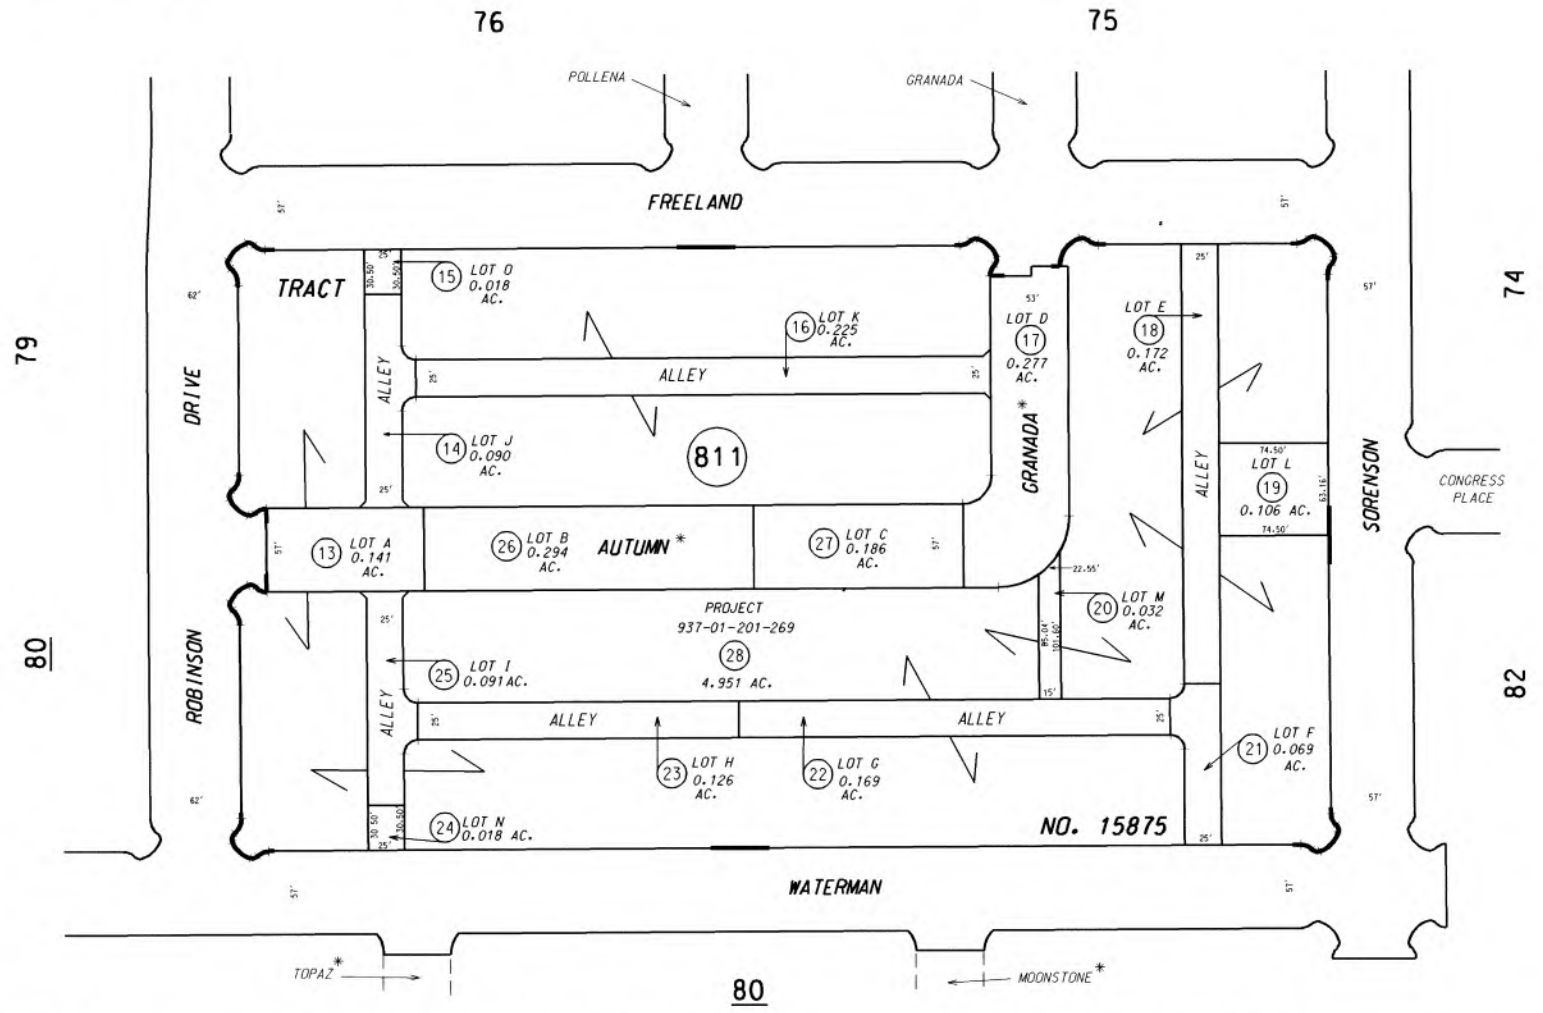 76
75
POLLENA
GRANADA
57'
FREELAND
57'
25'
TRACT
30.50'
30.50'
15
LOT O
0.018
AC.
62'
79
DRIVE
ALLEY
16
LOT K
0.225
AC.
25'
ALLEY
25'
53'
LOT D
17
0.277
AC.
GRANADA*
LOT E
18
0.172
AC.
25'
57'
74
14
LOT J
0.090
AC.
25'
811
ALLEY
74.50'
LOT L
19
0.106 AC.
74.50'
63.16'
SORENSON
CONGRESS
PLACE
57'
13
LOT A
0.141
AC.
26
LOT B
0.294
AC.
AUTUMN*
27
LOT C
0.186
AC.
57'
22.55'
20
LOT M
0.032
AC.
85.04'
101.60'
15'
80
ROBINSON
25'
25
LOT I
0.091AC.
ALLEY
PROJECT
937-01-201-269
28
4.951 AC.
82
25'
ALLEY
ALLEY
25'
23
LOT H
0.126
AC.
22
LOT G
0.169
AC.
21
LOT F
0.069
AC.
62'
57'
30.50'
30.50'
24
LOT N
0.018 AC.
25'
NO. 15875
25'
57'
WATERMAN
57'
TOPAZ*
MOONSTONE*
80